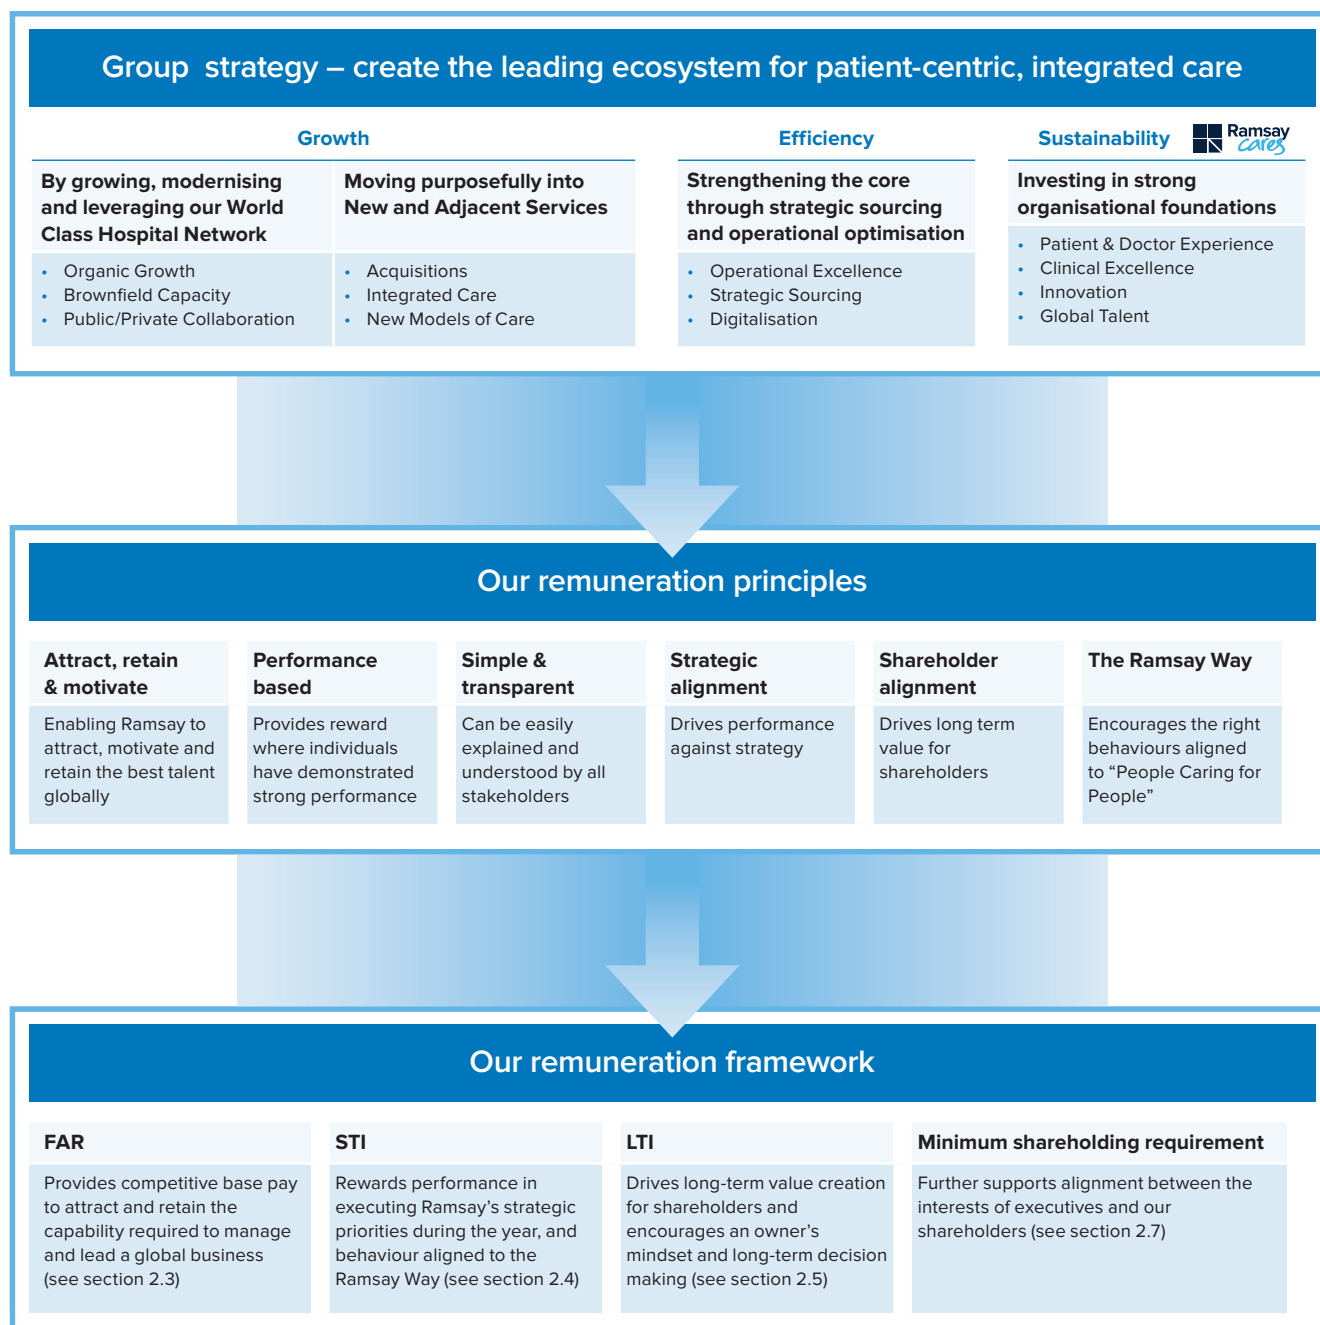 Group strategy – create the leading ecosystem for patient-centric, integrated care
Growth
By growing, modernising
and leveraging our World
Class Hospital Network
• Organic Growth
• Brownfield Capacity
• Public/Private Collaboration
Moving purposefully into
New and Adjacent Services
• Acquisitions
• Integrated Care
• New Models of Care
Efficiency
Strengthening the core
through strategic sourcing
and operational optimisation
• Operational Excellence
• Strategic Sourcing
• Digitalisation
Sustainability
Ramsay
cares
Investing in strong
organisational foundations
• Patient & Doctor Experience
• Clinical Excellence
• Innovation
• Global Talent
Our remuneration principles
Attract, retain
& motivate
Enabling Ramsay to
attract, motivate and
retain the best talent
globally
Performance
based
Provides reward
where individuals
have demonstrated
strong performance
Simple &
transparent
Can be easily
explained and
understood by all
stakeholders
Strategic
alignment
Drives performance
against strategy
Shareholder
alignment
Drives long term
value for
shareholders
The Ramsay Way
Encourages the right
behaviours aligned
to “People Caring for
People”
Our remuneration framework
FAR
Provides competitive base pay
to attract and retain the
capability required to manage
and lead a global business
(see section 2.3)
STI
Rewards performance in
executing Ramsay’s strategic
priorities during the year, and
behaviour aligned to the
Ramsay Way (see section 2.4)
LTI
Drives long-term value creation
for shareholders and
encourages an owner’s
mindset and long-term decision
making (see section 2.5)
Minimum shareholding requirement
Further supports alignment between the
interests of executives and our
shareholders (see section 2.7)